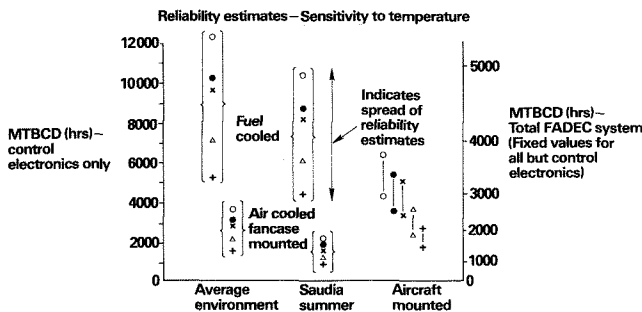 Reliability estimates – Sensitivity to temperature
12000
10000
8000
6000
4000
2000
0
MTBCD (hrs) –
control
electronics only
Fuel
cooled
Air cooled
fancase
mounted
Indicates
spread of
reliability
estimates
5000
4000
3000
2000
1000
0
MTBCD (hrs) –
Total FADEC system
(Fixed values for
all but control
electronics)
Average
environment
Saudia
summer
Aircraft
mounted